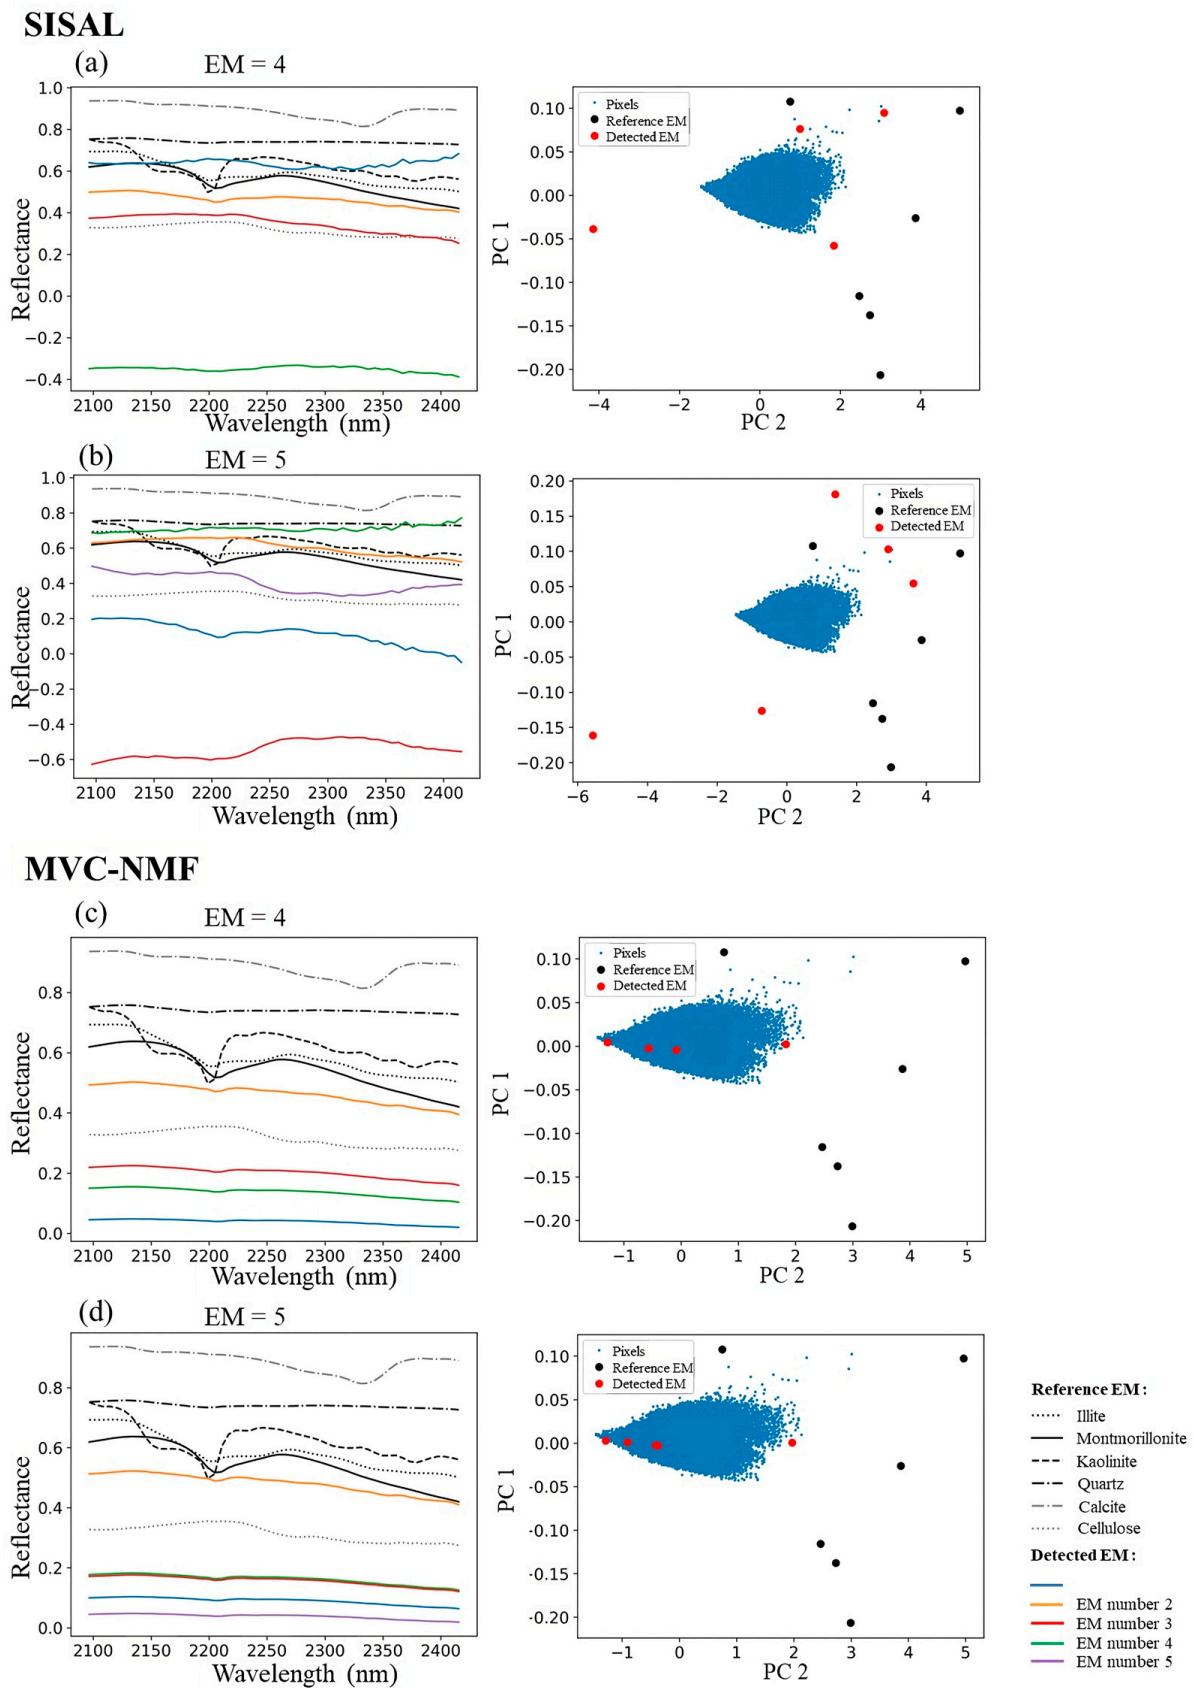 SISAL
(a)
EM = 4
1.0
0.8
0.6
0.4
0.2
0.0
−0.2
−0.4
Reflectance
2100 2150 2200 2250 2300 2350 2400
Wavelength (nm)
Pixels
Reference EM
Detected EM
0.10
0.05
0.00
−0.05
−0.10
−0.15
−0.20
PC 1
−4 −2 0 2 4
PC 2
(b)
EM = 5
1.0
0.8
0.6
0.4
0.2
0.0
−0.2
−0.4
−0.6
Reflectance
2100 2150 2200 2250 2300 2350 2400
Wavelength (nm)
Pixels
Reference EM
Detected EM
0.20
0.15
0.10
0.05
0.00
-0.05
-0.10
-0.15
-0.20
PC 1
−6 −4 −2 0 2 4
PC 2
MVC-NMF
(c)
EM = 4
0.8
0.6
0.4
0.2
0.0
Reflectance
2100 2150 2200 2250 2300 2350 2400
Wavelength (nm)
Pixels
Reference EM
Detected EM
0.10
0.05
0.00
−0.05
−0.10
−0.15
−0.20
PC 1
−1 0 1 2 3 4 5
PC 2
(d)
EM = 5
0.8
0.6
0.4
0.2
0.0
Reflectance
2100 2150 2200 2250 2300 2350 2400
Wavelength (nm)
Pixels
Reference EM
Detected EM
0.10
0.05
0.00
-0.05
-0.10
-0.15
-0.20
PC 1
−1 0 1 2 3 4 5
PC 2
Reference EM :
Illite
Montmorillonite
Kaolinite
Quartz
Calcite
Cellulose
Detected EM :
EM number 2
EM number 3
EM number 4
EM number 5